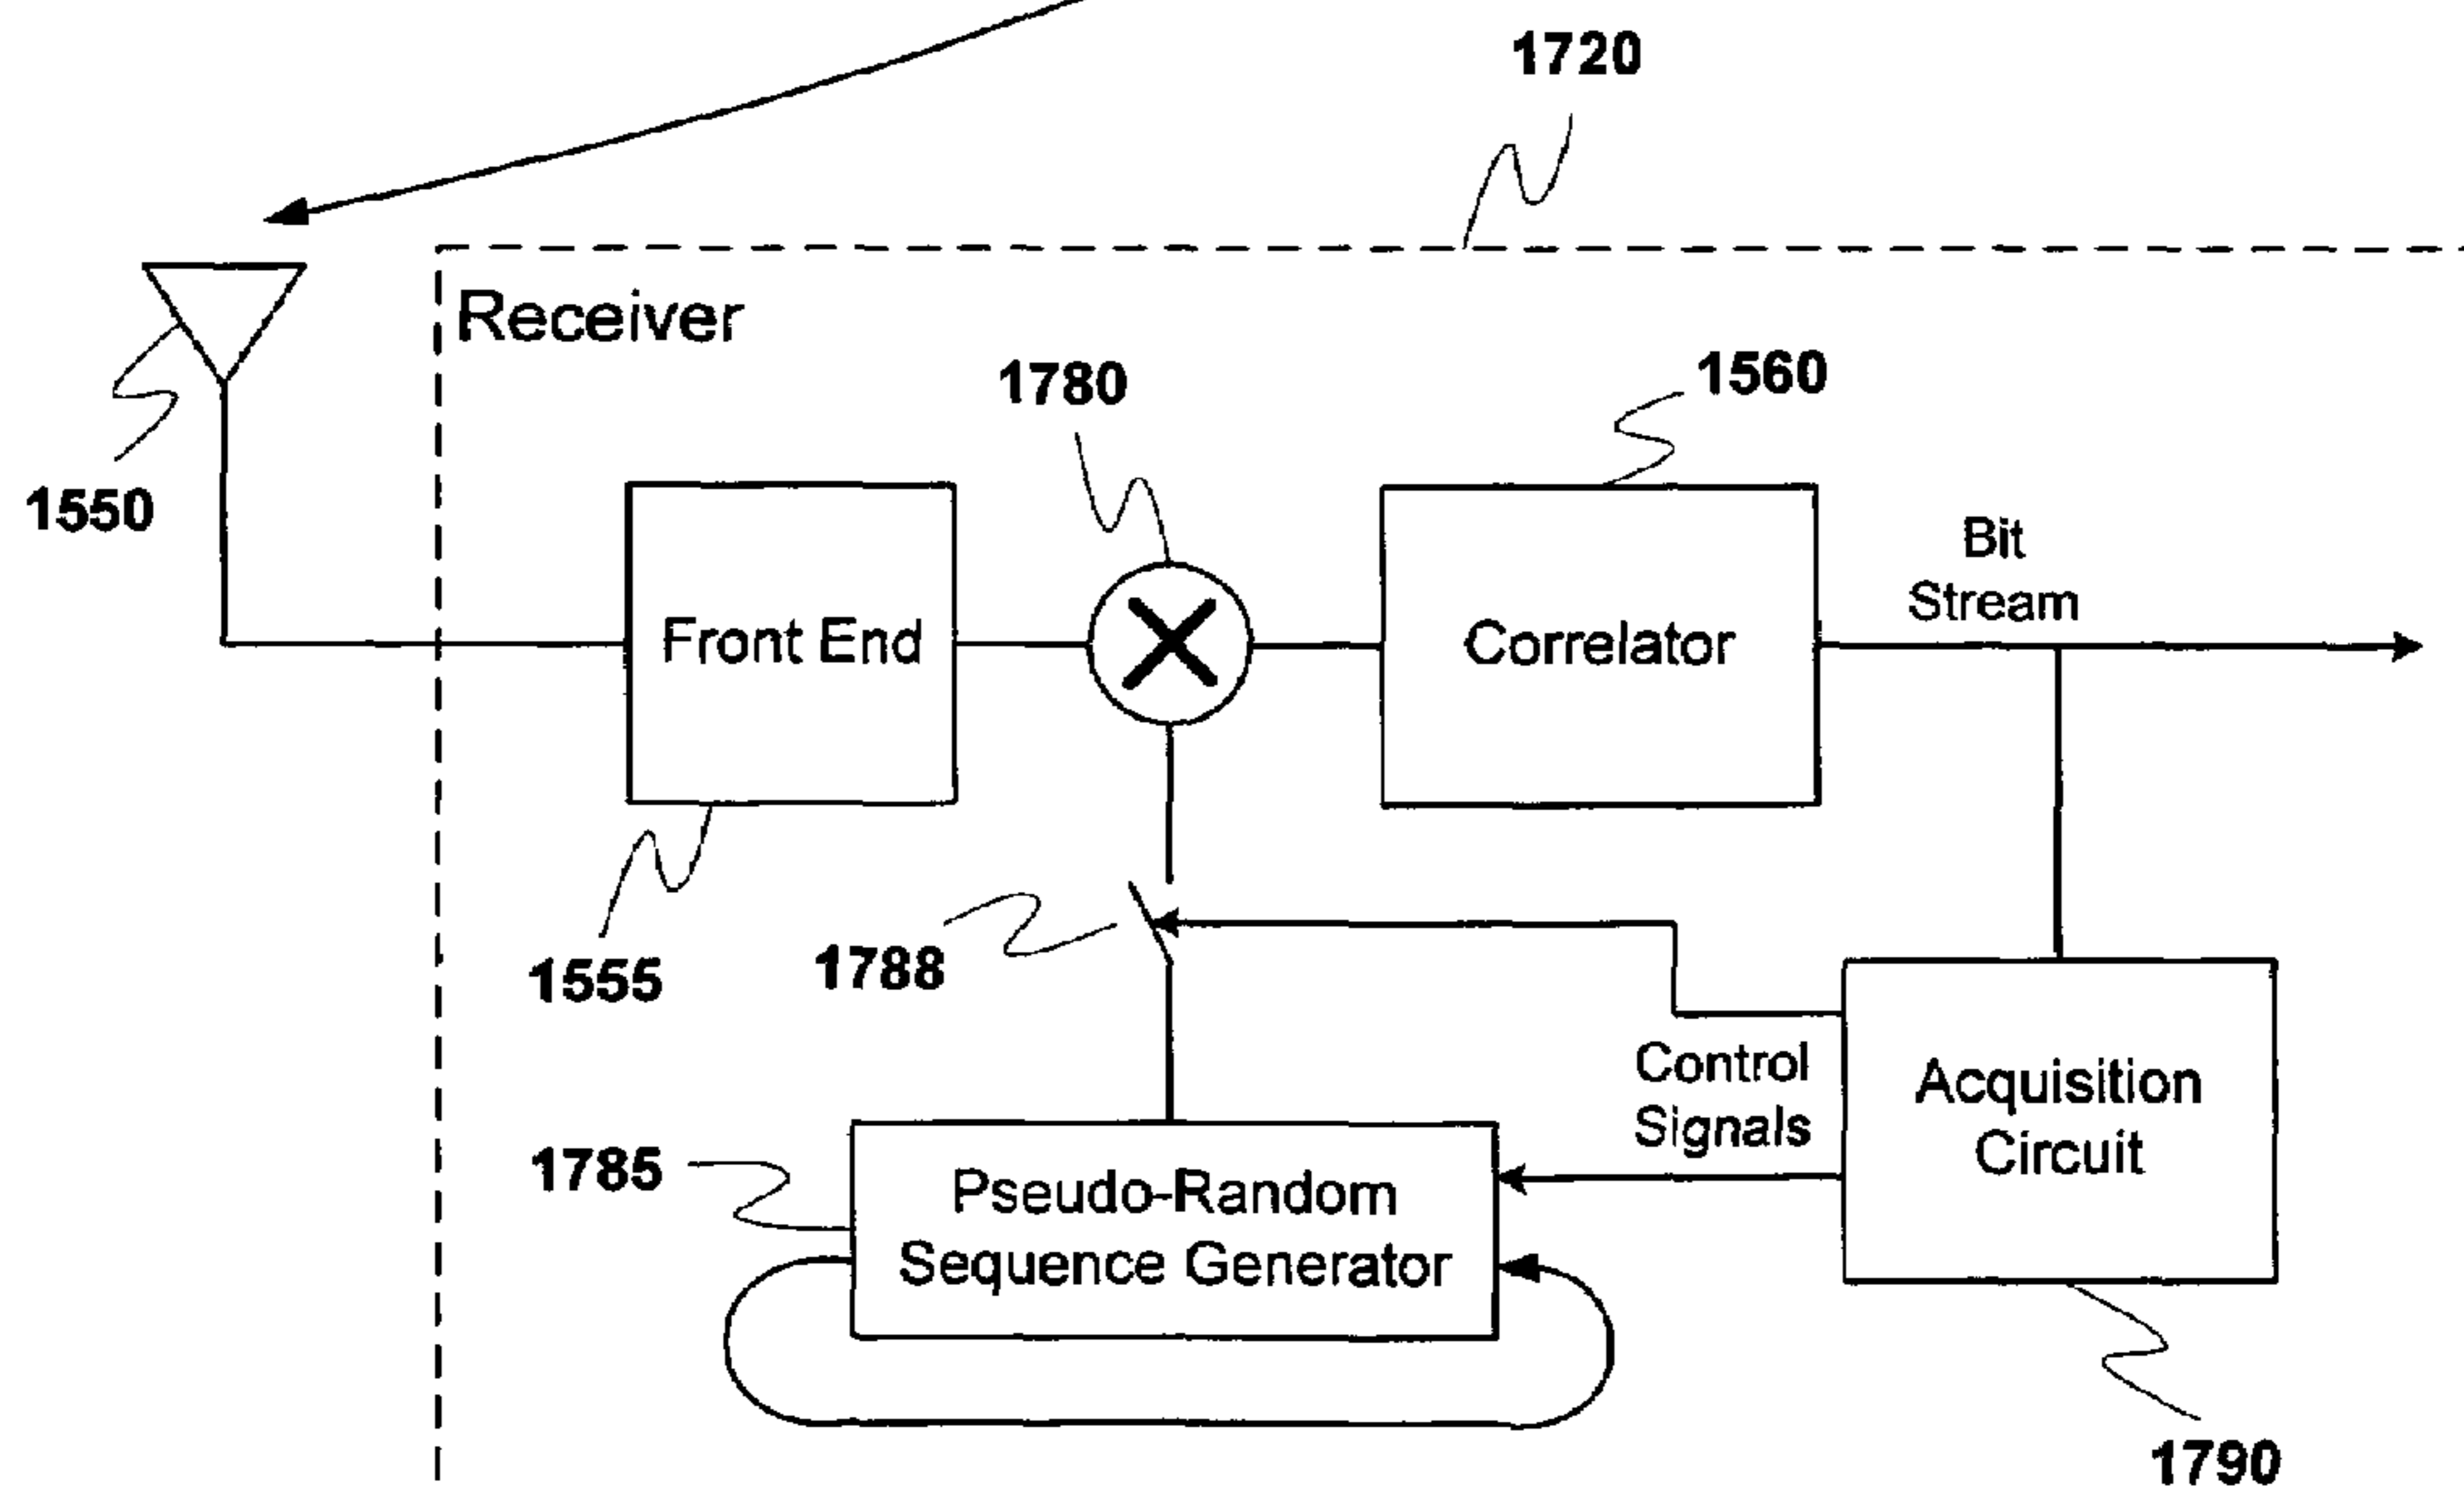 1720
Receiver
1780
1560
1550
Bit
Stream
Front End
Correlator
1555
1788
Control
Signals
Acquisition
Circuit
1785
Pseudo-Random
Sequence Generator
1790